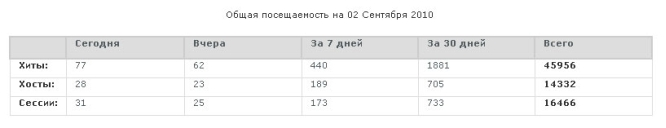 Общая посещаемость на 02 Сентября 2010
Сегодня Вчера За 7 дней За 30 дней Всего
Хиты: 77 62 440 1881 45956
Хосты: 28 23 189 705 14332
Сессии: 31 25 173 733 16466